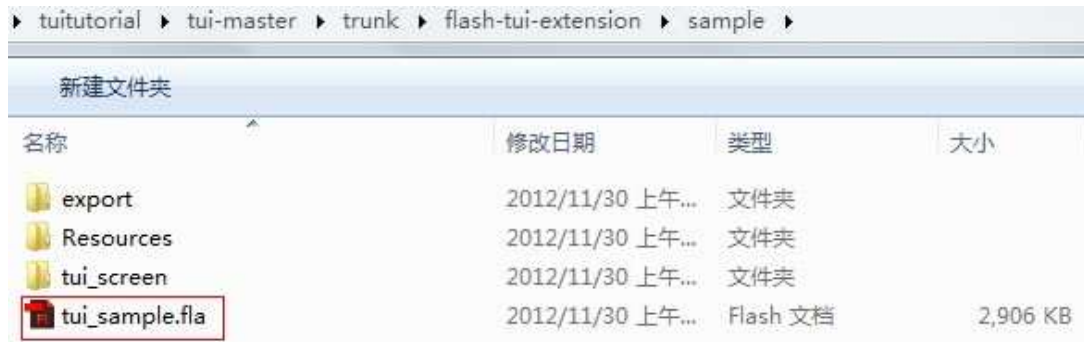 tuitutorial ▸ tui-master ▸ trunk ▸ flash-tui-extension ▸ sample ▸
新建文件夹
名称 修改日期 类型 大小
export 2012/11/30 上午... 文件夹
Resources 2012/11/30 上午... 文件夹
tui_screen 2012/11/30 上午... 文件夹
tui_sample.fla 2012/11/30 上午... Flash 文档 2,906 KB